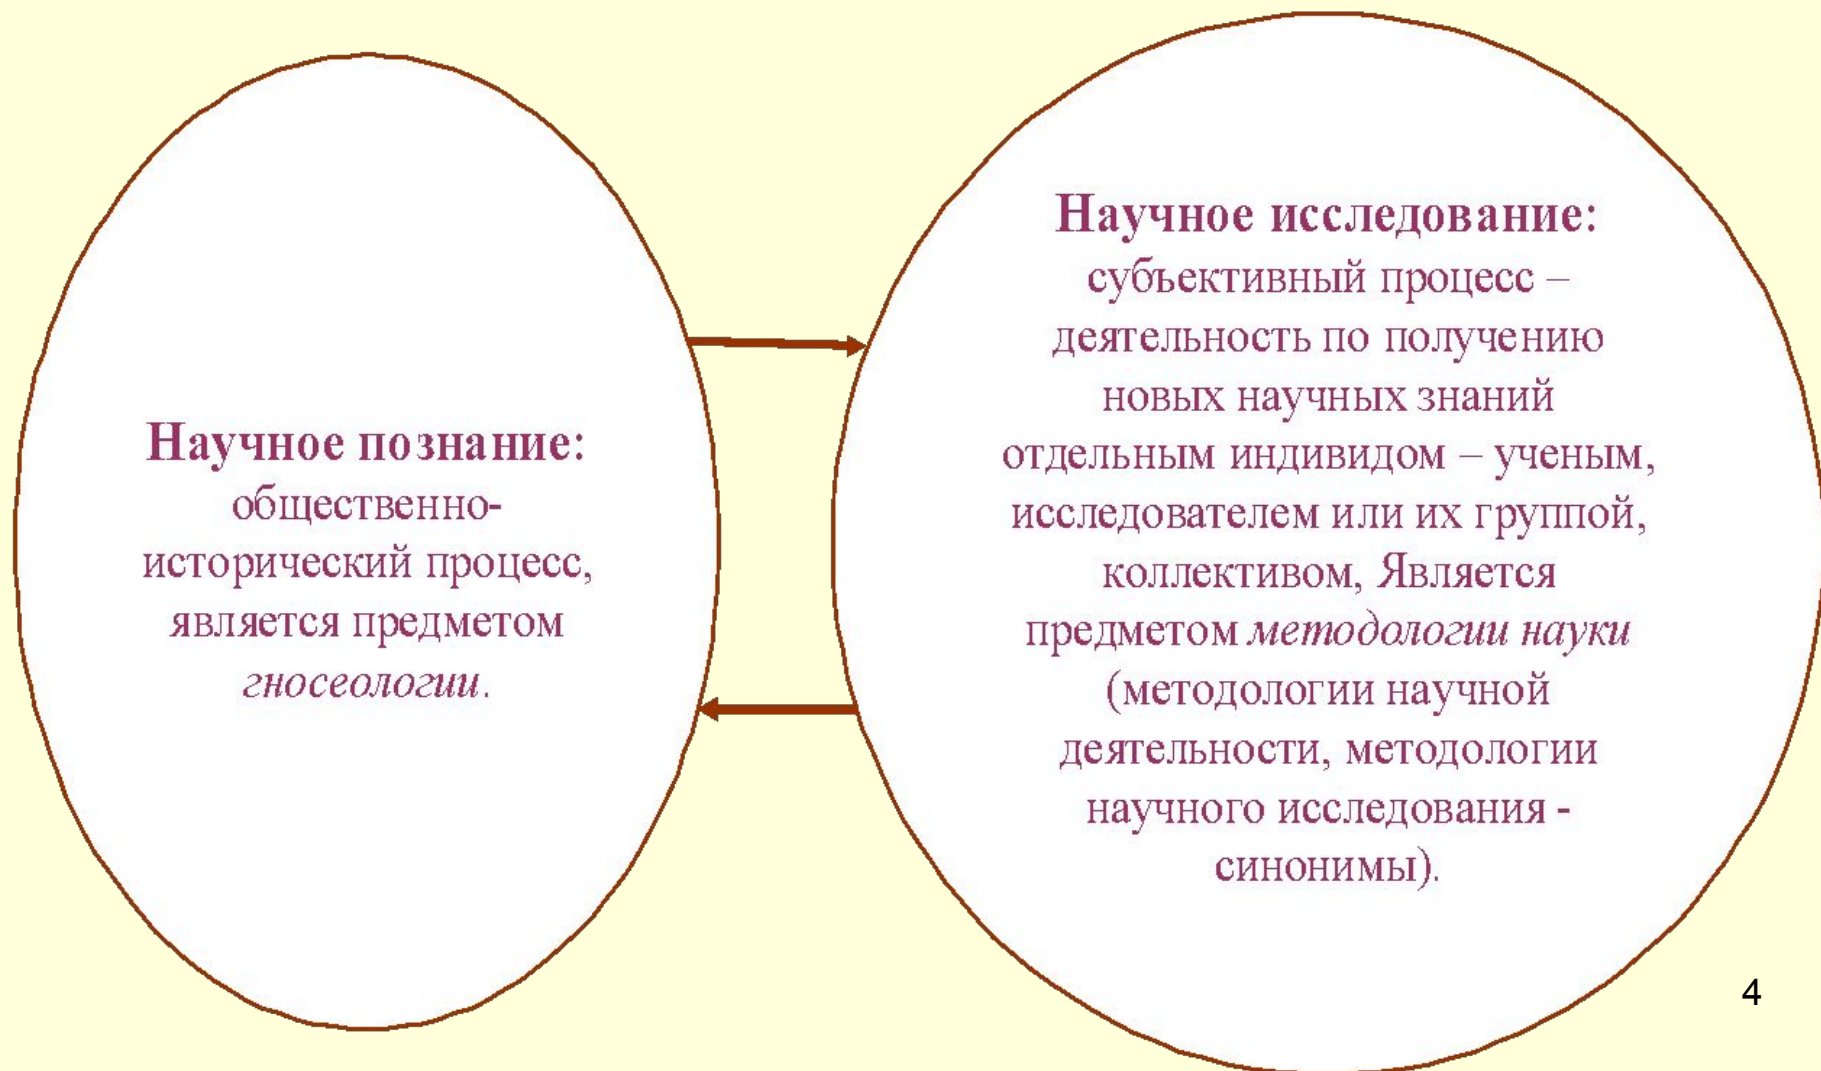 Научное познание:
общественно-
исторический процесс,
является предметом
гносеологии.
Научное исследование:
субъективный процесс –
деятельность по получению
новых научных знаний
отдельным индивидом – ученым,
исследователем или их группой,
коллективом, Является
предметом методологии науки
(методологии научной
деятельности, методологии
научного исследования -
синонимы).
4